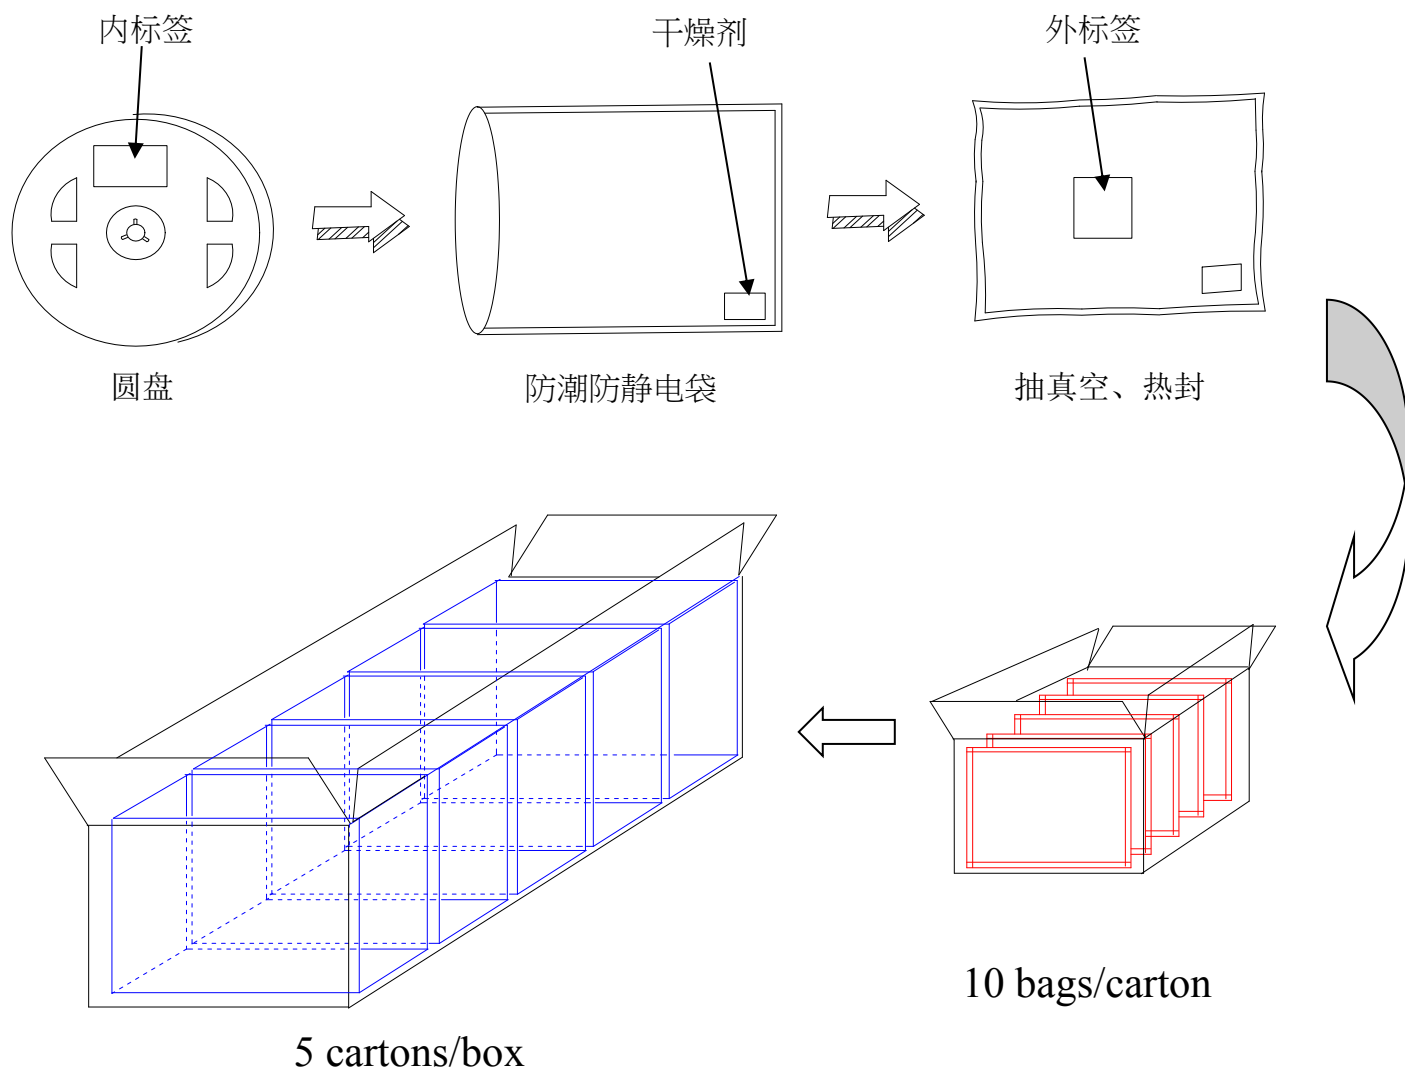 内标签
干燥剂
外标签
圆盘
防潮防静电袋
抽真空、热封
10 bags/carton
5 cartons/box